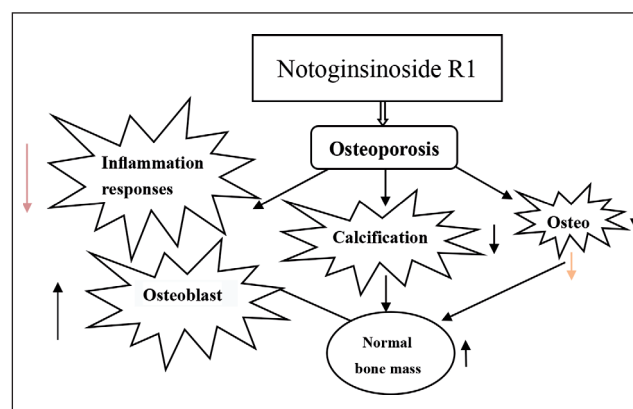 Notoginsinoside R1
Osteoporosis
Inflammation
responses
Calcification
Osteo
Osteoblast
Normal
bone mass